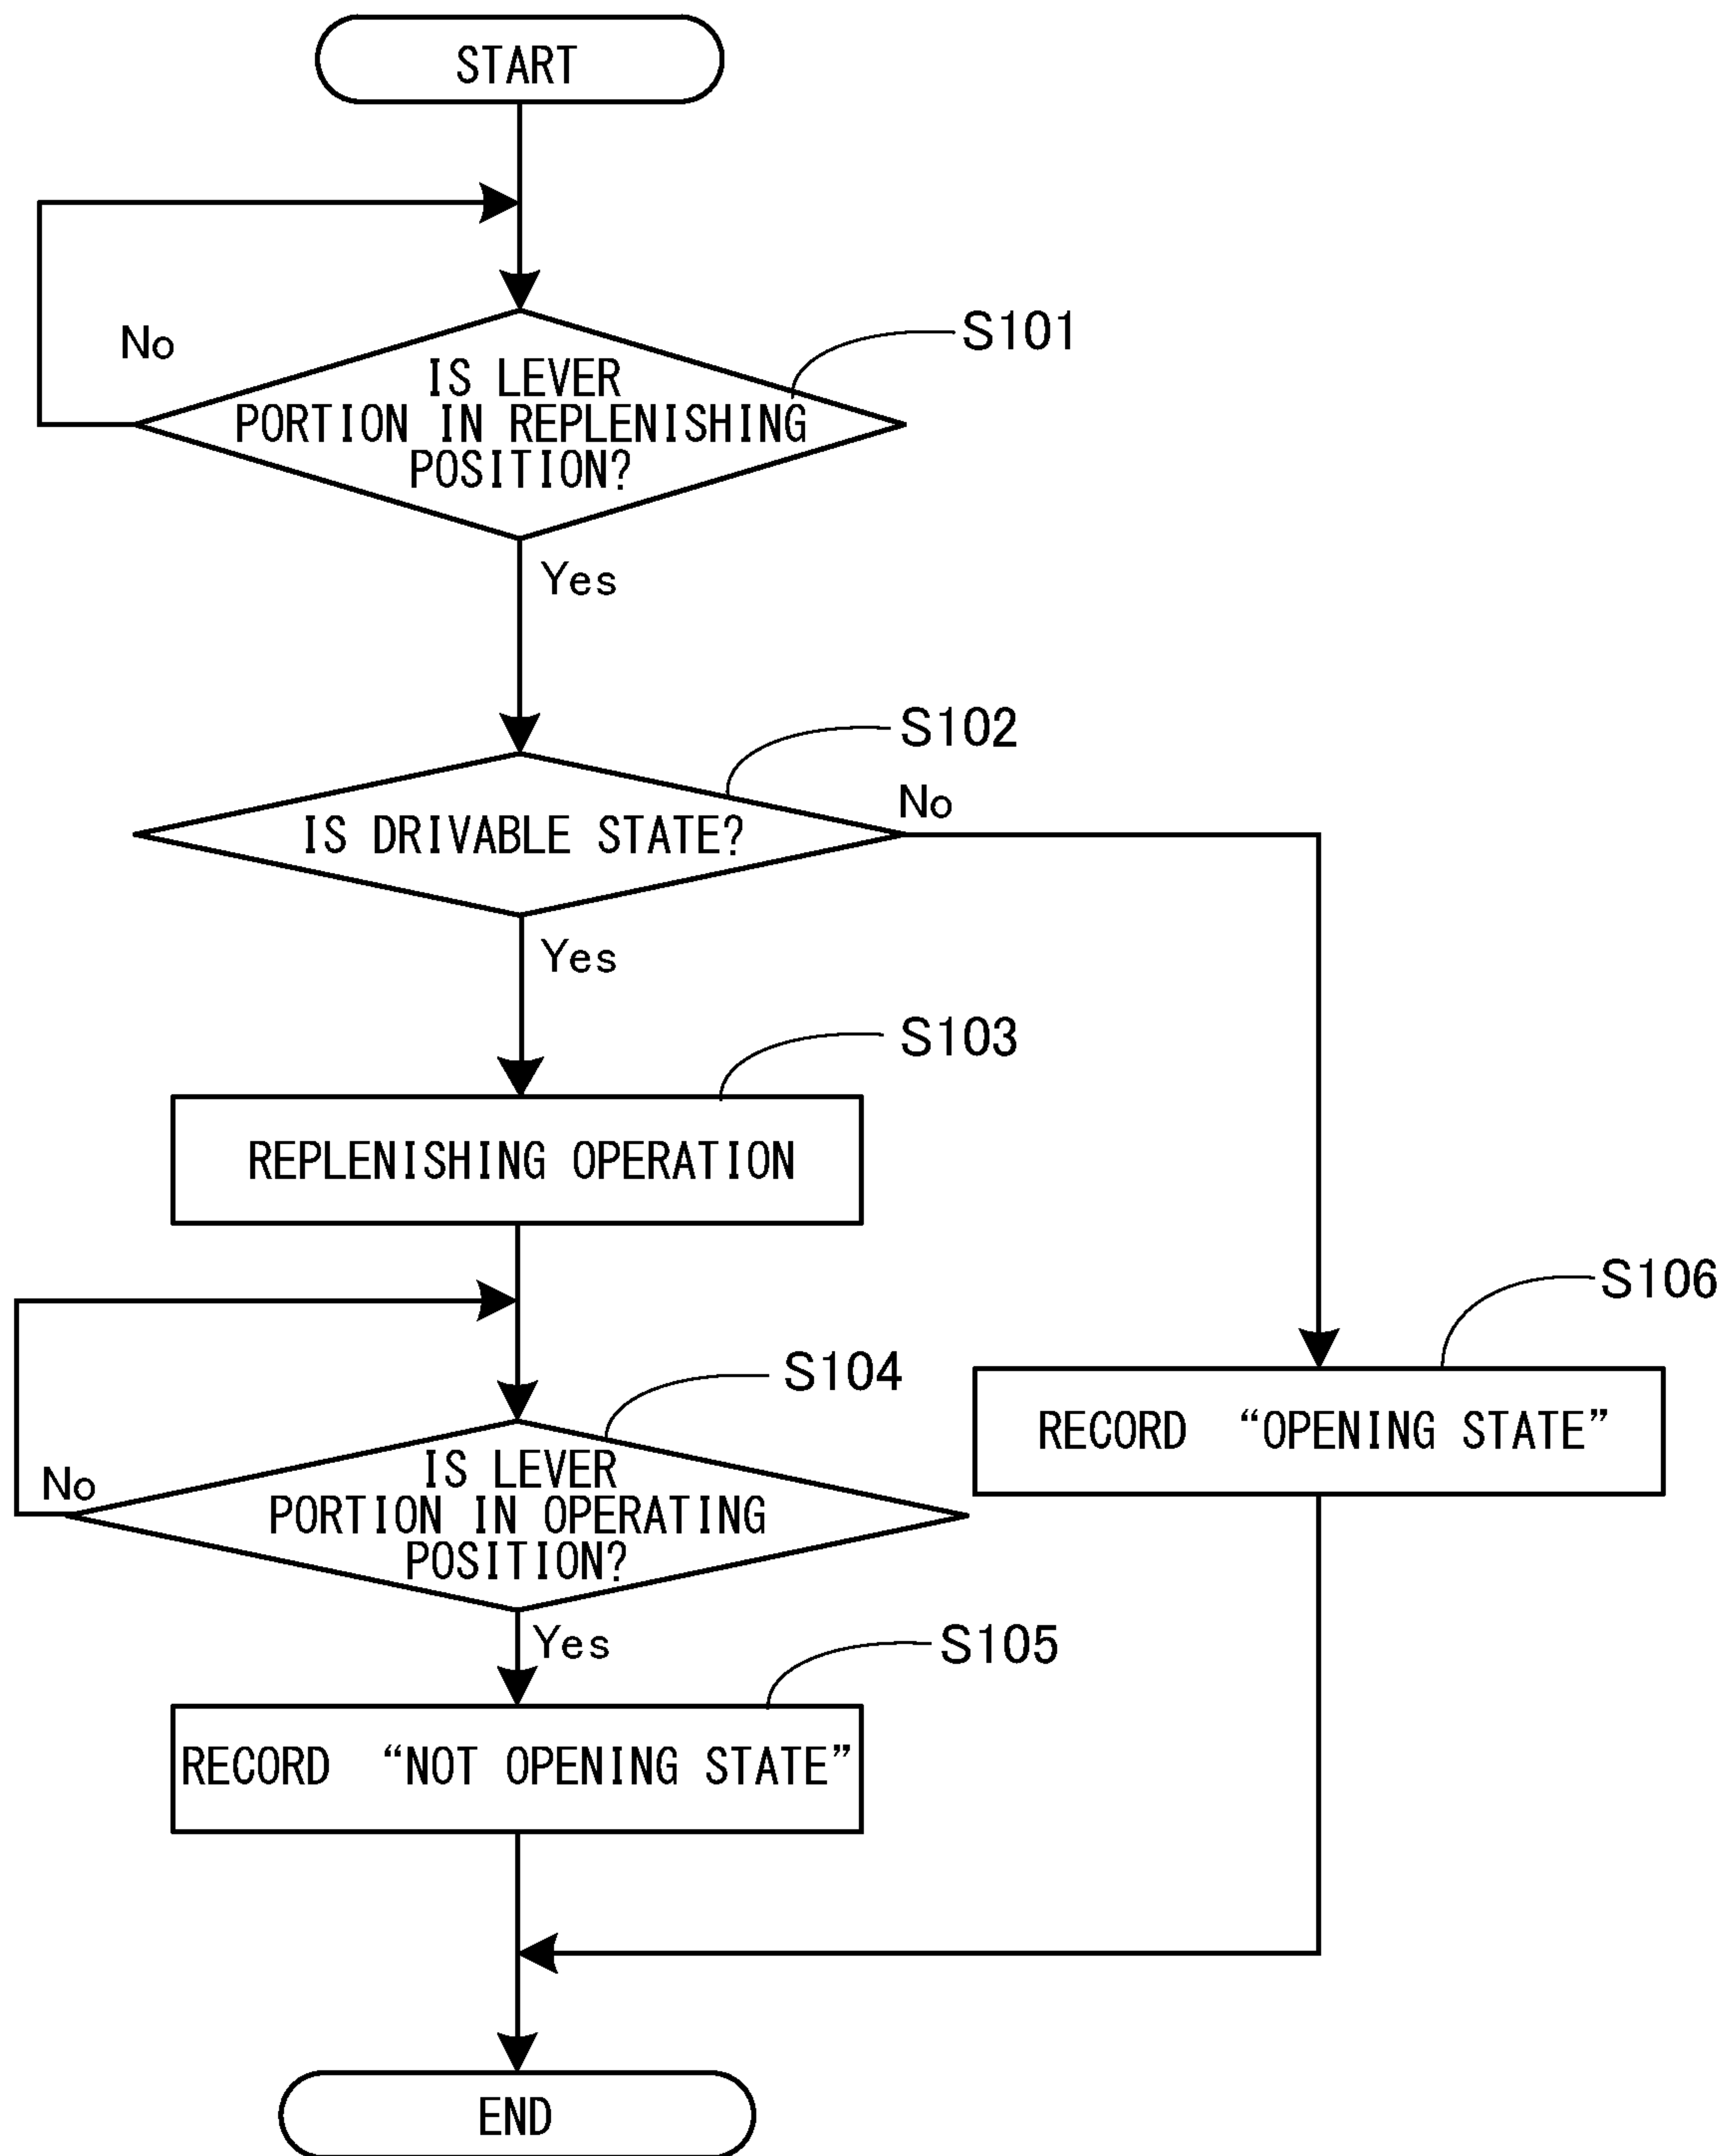 START
No
S101
IS LEVER
PORTION IN REPLENISHING
POSITION?
Yes
S102
No
IS DRIVABLE STATE?
Yes
S103
REPLENISHING OPERATION
S106
S104
RECORD “OPENING STATE”
No
IS LEVER
PORTION IN OPERATING
POSITION?
Yes
S105
RECORD “NOT OPENING STATE”
END